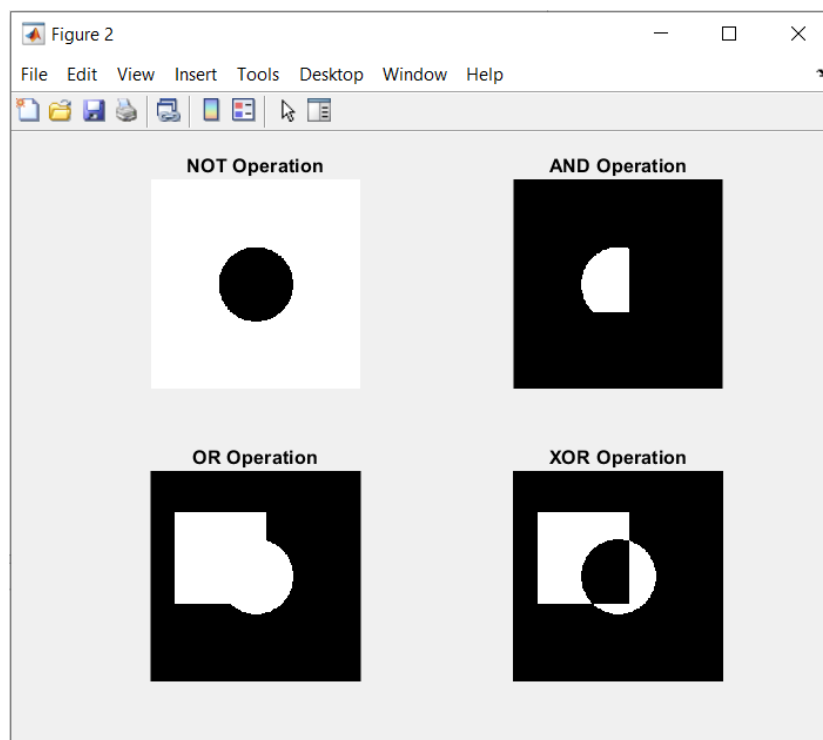 Figure 2
File Edit View Insert Tools Desktop Window Help
NOT Operation
AND Operation
OR Operation
XOR Operation